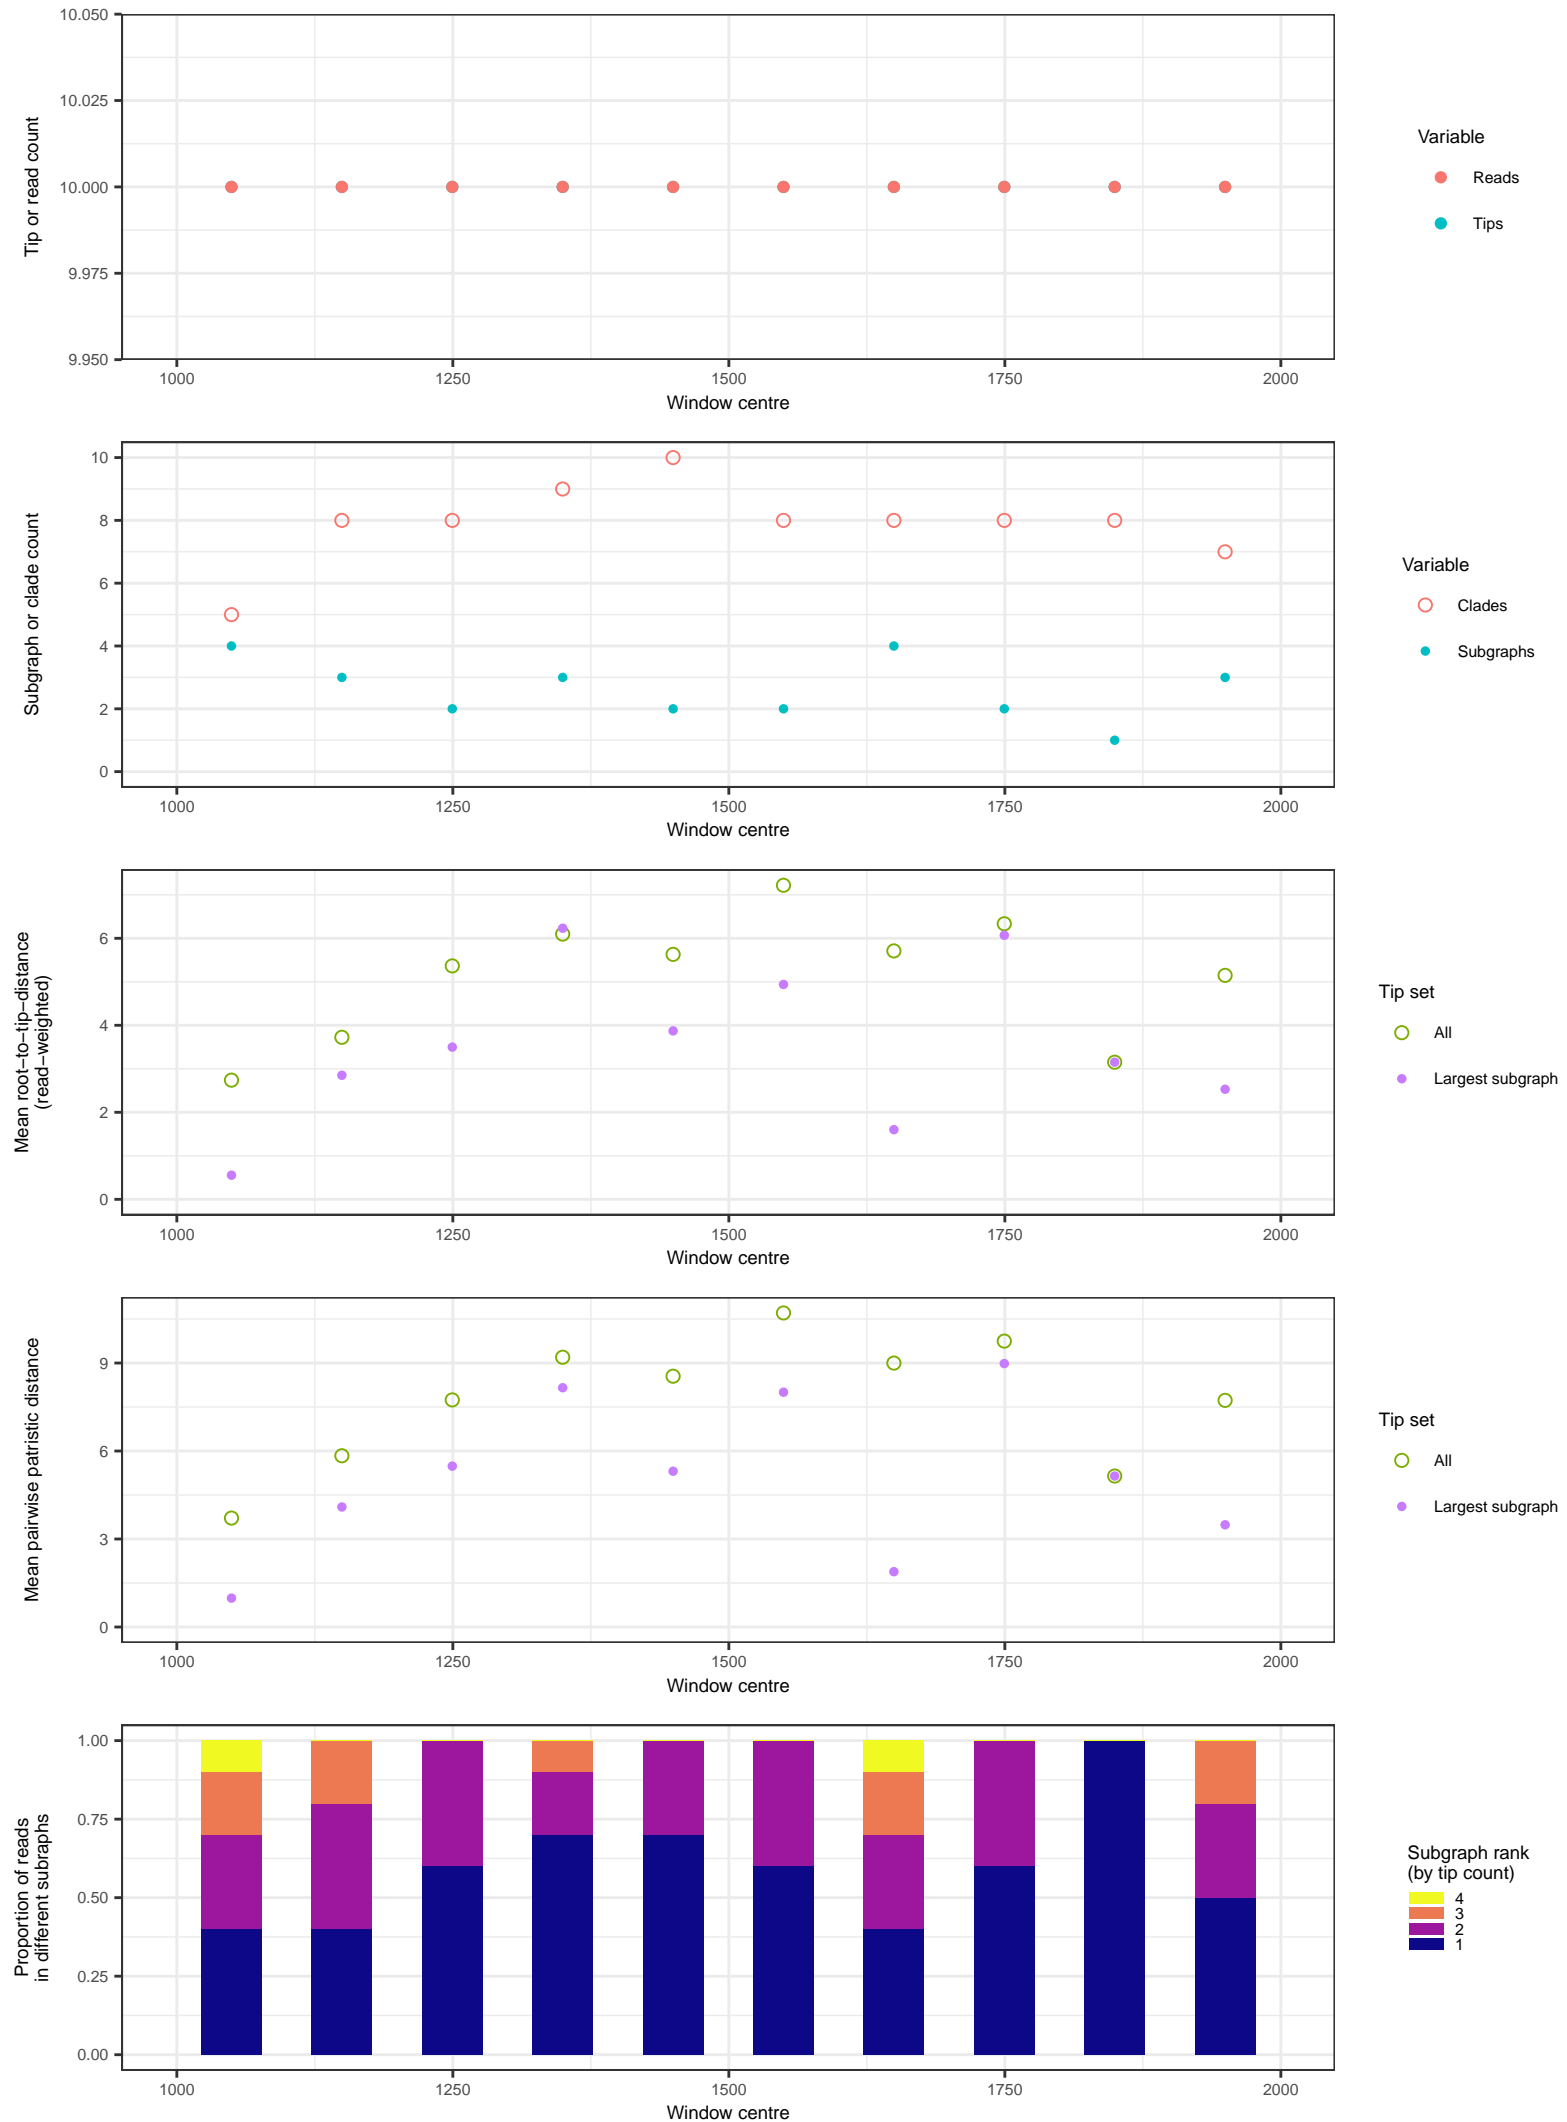 Tip or read count
10.050
10.025
10.000
9.975
9.950
1000 1250 1500 1750 2000
Window centre
Variable
Reads
Tips
Subgraph or clade count
10
8
6
4
2
0
1000 1250 1500 1750 2000
Window centre
Variable
Clades
Subgraphs
Mean root−to−tip−distance
(read−weighted)
6
4
2
0
1000 1250 1500 1750 2000
Window centre
Tip set
All
Largest subgraph
Mean pairwise patristic distance
9
6
3
0
1000 1250 1500 1750 2000
Window centre
Tip set
All
Largest subgraph
Proportion of reads
in different subraphs
1.00
0.75
0.50
0.25
0.00
1000 1250 1500 1750 2000
Window centre
Subgraph rank
(by tip count)
4
3
2
1